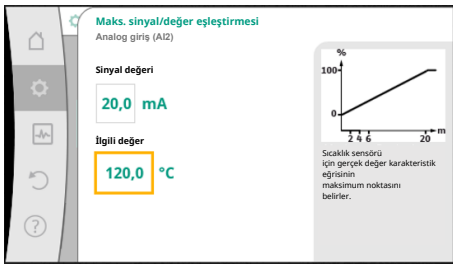 Maks. sinyal/değer eşleştirmesi
Analog giriş (AI2)
Sinyal değeri
20,0 mA
İlgili değer
120,0 °C
%
100
0
2 4 6 20 m
Sıcaklık sensörü
için gerçek değer karakteristik
eğrisinin
maksimum noktasını
belirler.